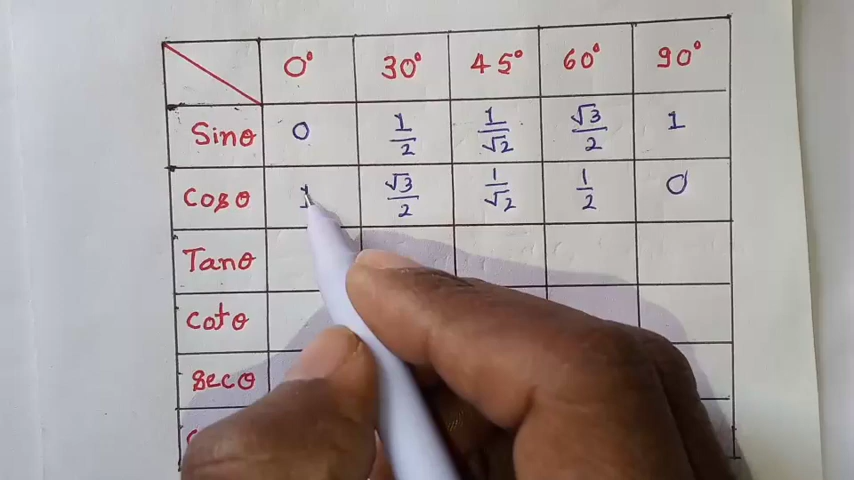 0° 30° 45° 60° 90°
Sinθ 0 1/2 1/√2 √3/2 1
Cosθ 1 √3/2 1/√2 1/2 0
Tanθ
Cotθ
Secθ